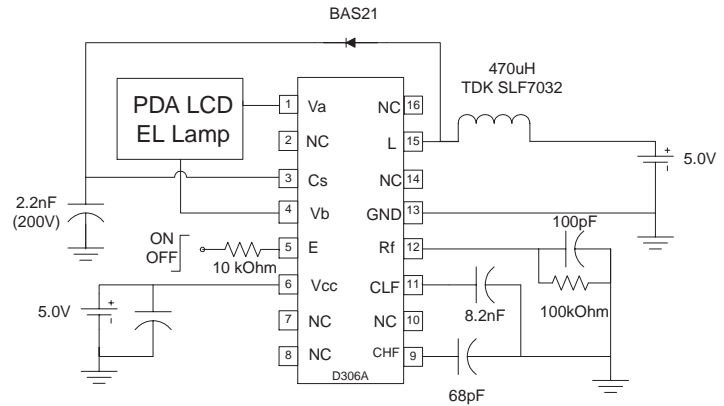 BAS21
470uH
TDK SLF7032
PDA LCD
EL Lamp
1 Va
NC 16
2 NC
L 15
5.0V
+
-
3 Cs
NC 14
2.2nF
(200V)
4 Vb
GND 13
100pF
ON
OFF
10 kOhm
5 E
Rf 12
100kOhm
5.0V
+
-
6 Vcc
CLF 11
8.2nF
7 NC
NC 10
8 NC
CHF 9
68pF
D306A